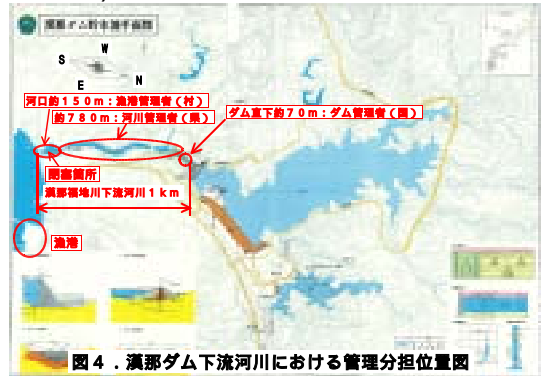 漢那ダム貯水池平面図
W
S
N
E
河口約150m：漁港管理者（村）
約780m：河川管理者（県）
ダム直下約70m：ダム管理者（国）
閉塞箇所
漢那福地川下流河川1km
漁港
図4．漢那ダム下流河川における管理分担位置図